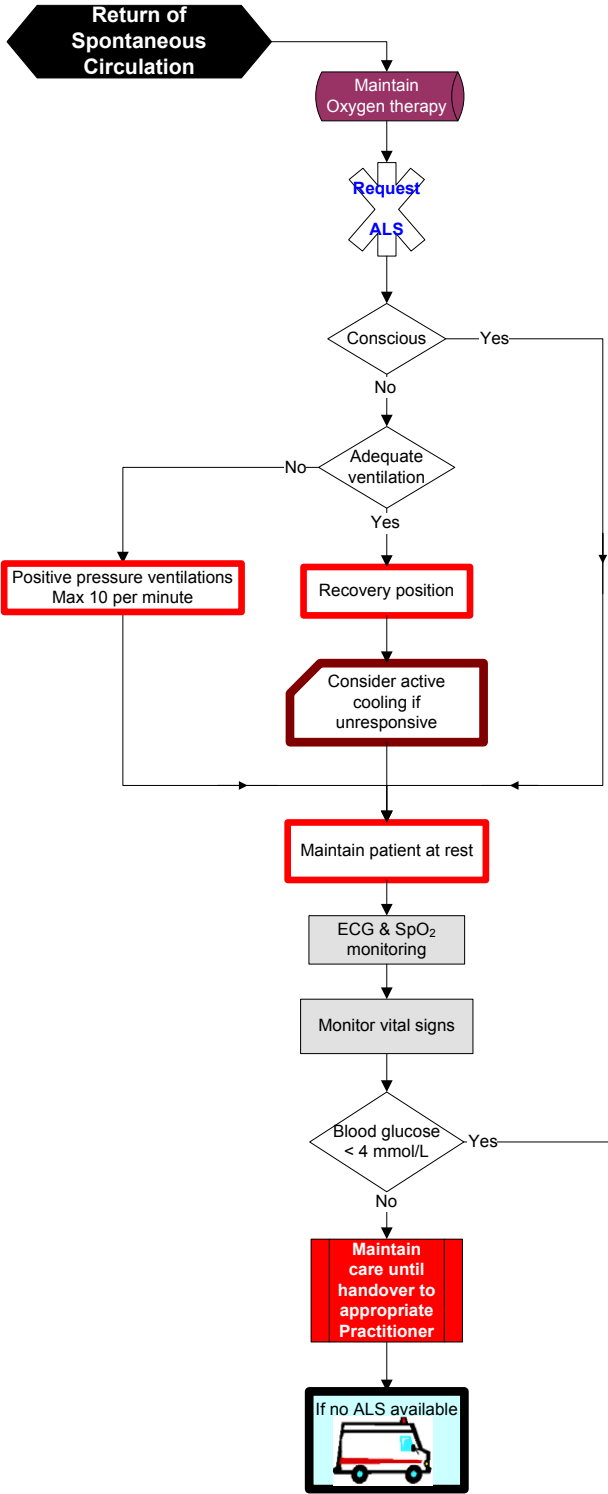 Return of
Spontaneous
Circulation
Maintain
Oxygen therapy
Request
ALS
Conscious
Yes
No
Adequate
ventilation
No
Yes
Positive pressure ventilations
Max 10 per minute
Recovery position
Consider active
cooling if
unresponsive
Maintain patient at rest
ECG & SpO₂
monitoring
Monitor vital signs
Blood glucose
< 4 mmol/L
Yes
No
Maintain
care until
handover to
appropriate
Practitioner
If no ALS available